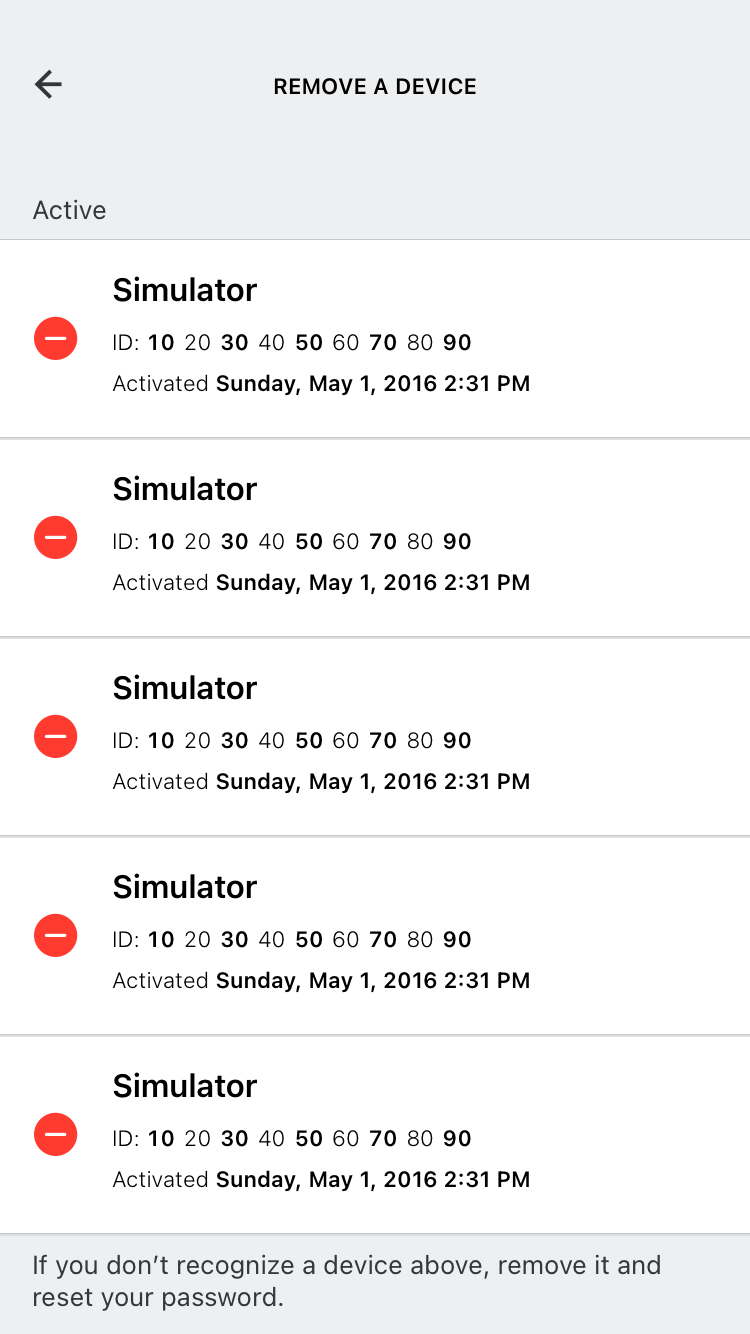 REMOVE A DEVICE
Active
Simulator
ID: 10 20 30 40 50 60 70 80 90
Activated Sunday, May 1, 2016 2:31 PM
Simulator
ID: 10 20 30 40 50 60 70 80 90
Activated Sunday, May 1, 2016 2:31 PM
Simulator
ID: 10 20 30 40 50 60 70 80 90
Activated Sunday, May 1, 2016 2:31 PM
Simulator
ID: 10 20 30 40 50 60 70 80 90
Activated Sunday, May 1, 2016 2:31 PM
Simulator
ID: 10 20 30 40 50 60 70 80 90
Activated Sunday, May 1, 2016 2:31 PM
If you don’t recognize a device above, remove it and
reset your password.